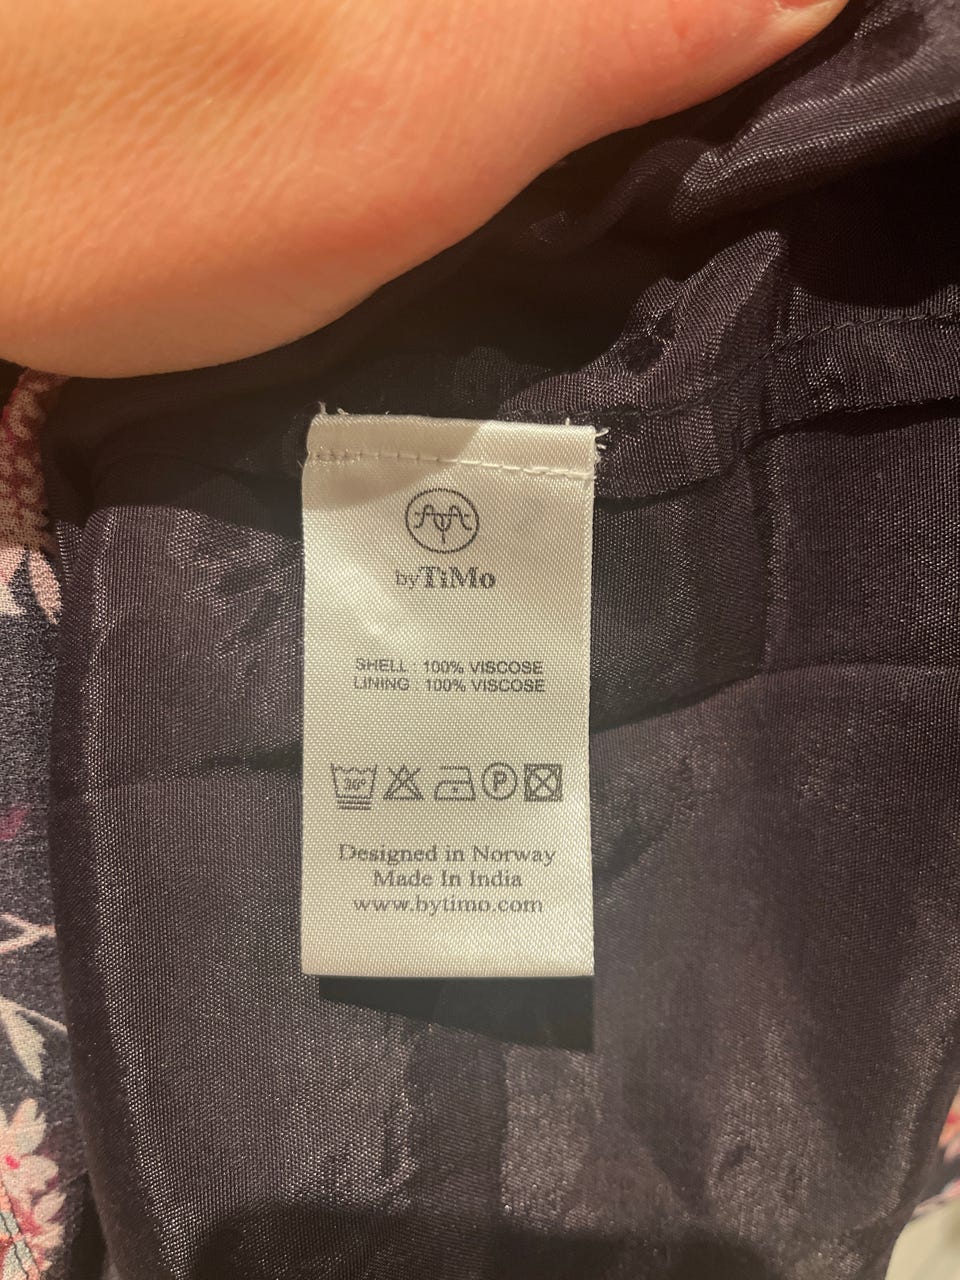 byTiMo
SHELL : 100% VISCOSE
LINING : 100% VISCOSE
30° P
Designed in Norway
Made In India
www.bytimo.com